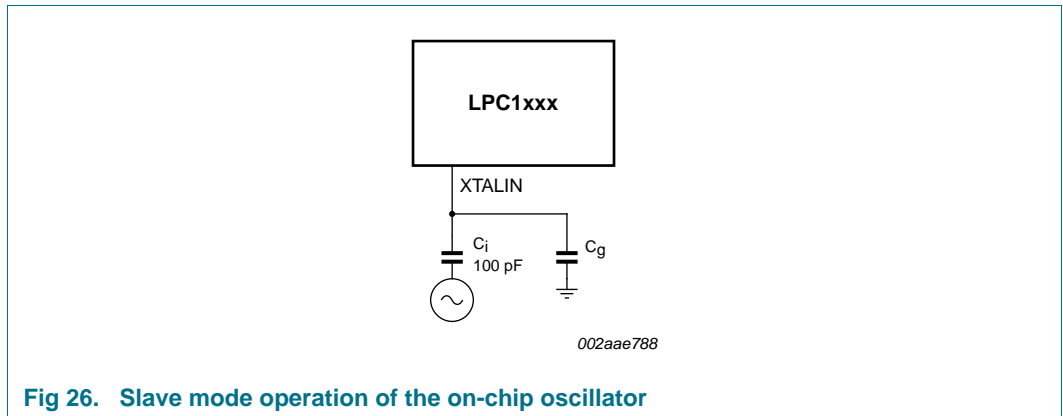 LPC1xxx
XTALIN
Ci
100 pF
Cg
002aae788
Fig 26. Slave mode operation of the on-chip oscillator